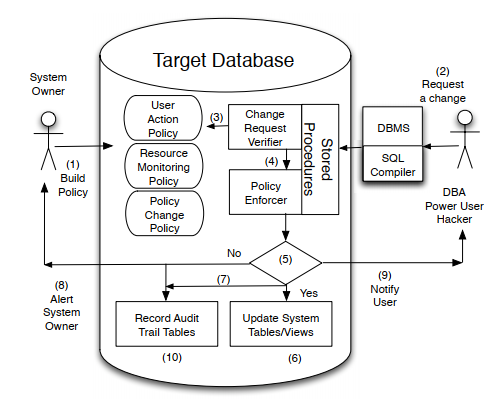 Target Database
System
Owner
(2)
Request
a change
User
Action
Policy
(3)
Change
Request
Verifier
Stored
Procedures
DBMS
SQL
Compiler
(1)
Build
Policy
Resource
Monitoring
Policy
(4)
Policy
Enforcer
Policy
Change
Policy
DBA
Power User
Hacker
No
(5)
(7)
Yes
(8)
Alert
System
Owner
(9)
Notify
User
Record Audit
Trail Tables
(10)
Update System
Tables/Views
(6)